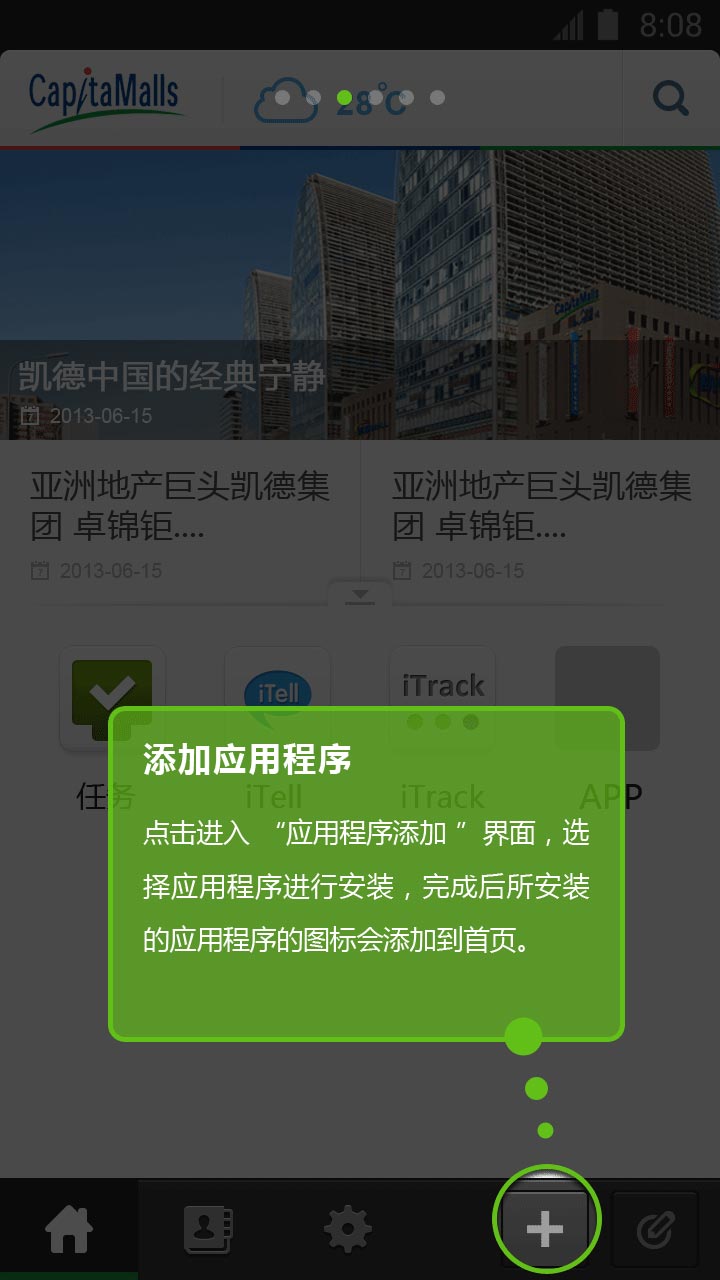 8:08
CapitaMalls
28℃
CapitaMalls
凯德中国的经典宁静
7 2013-06-15
亚洲地产巨头凯德集
团 卓锦钜....
7 2013-06-15
亚洲地产巨头凯德集
团 卓锦钜....
7 2013-06-15
iTell
iTrack
任务
iTell
iTrack
APP
添加应用程序
点击进入 “应用程序添加 ” 界面，选
择应用程序进行安装，完成后所安装
的应用程序的图标会添加到首页。